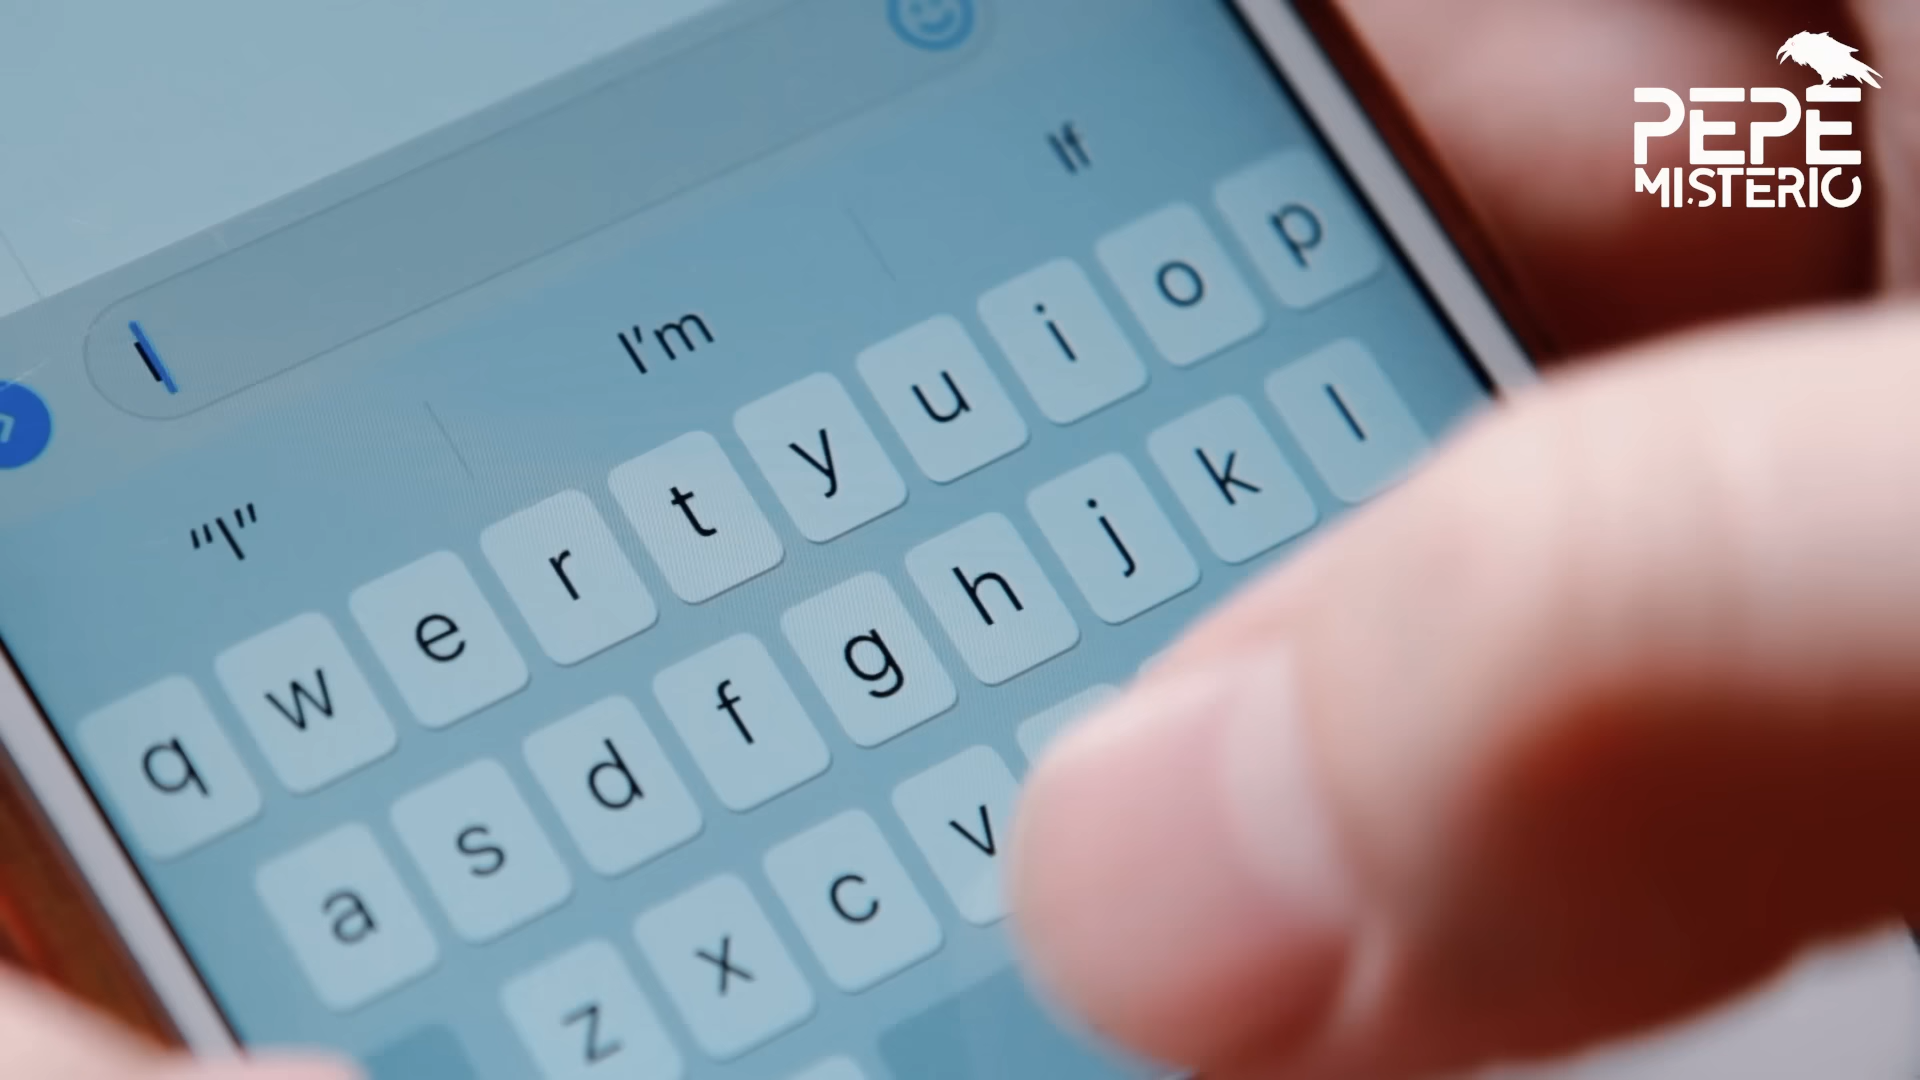 PEPE
MISTERIO
I
"I" I'm If
q w e r t y u i o p
a s d f g h j k l
z x c v